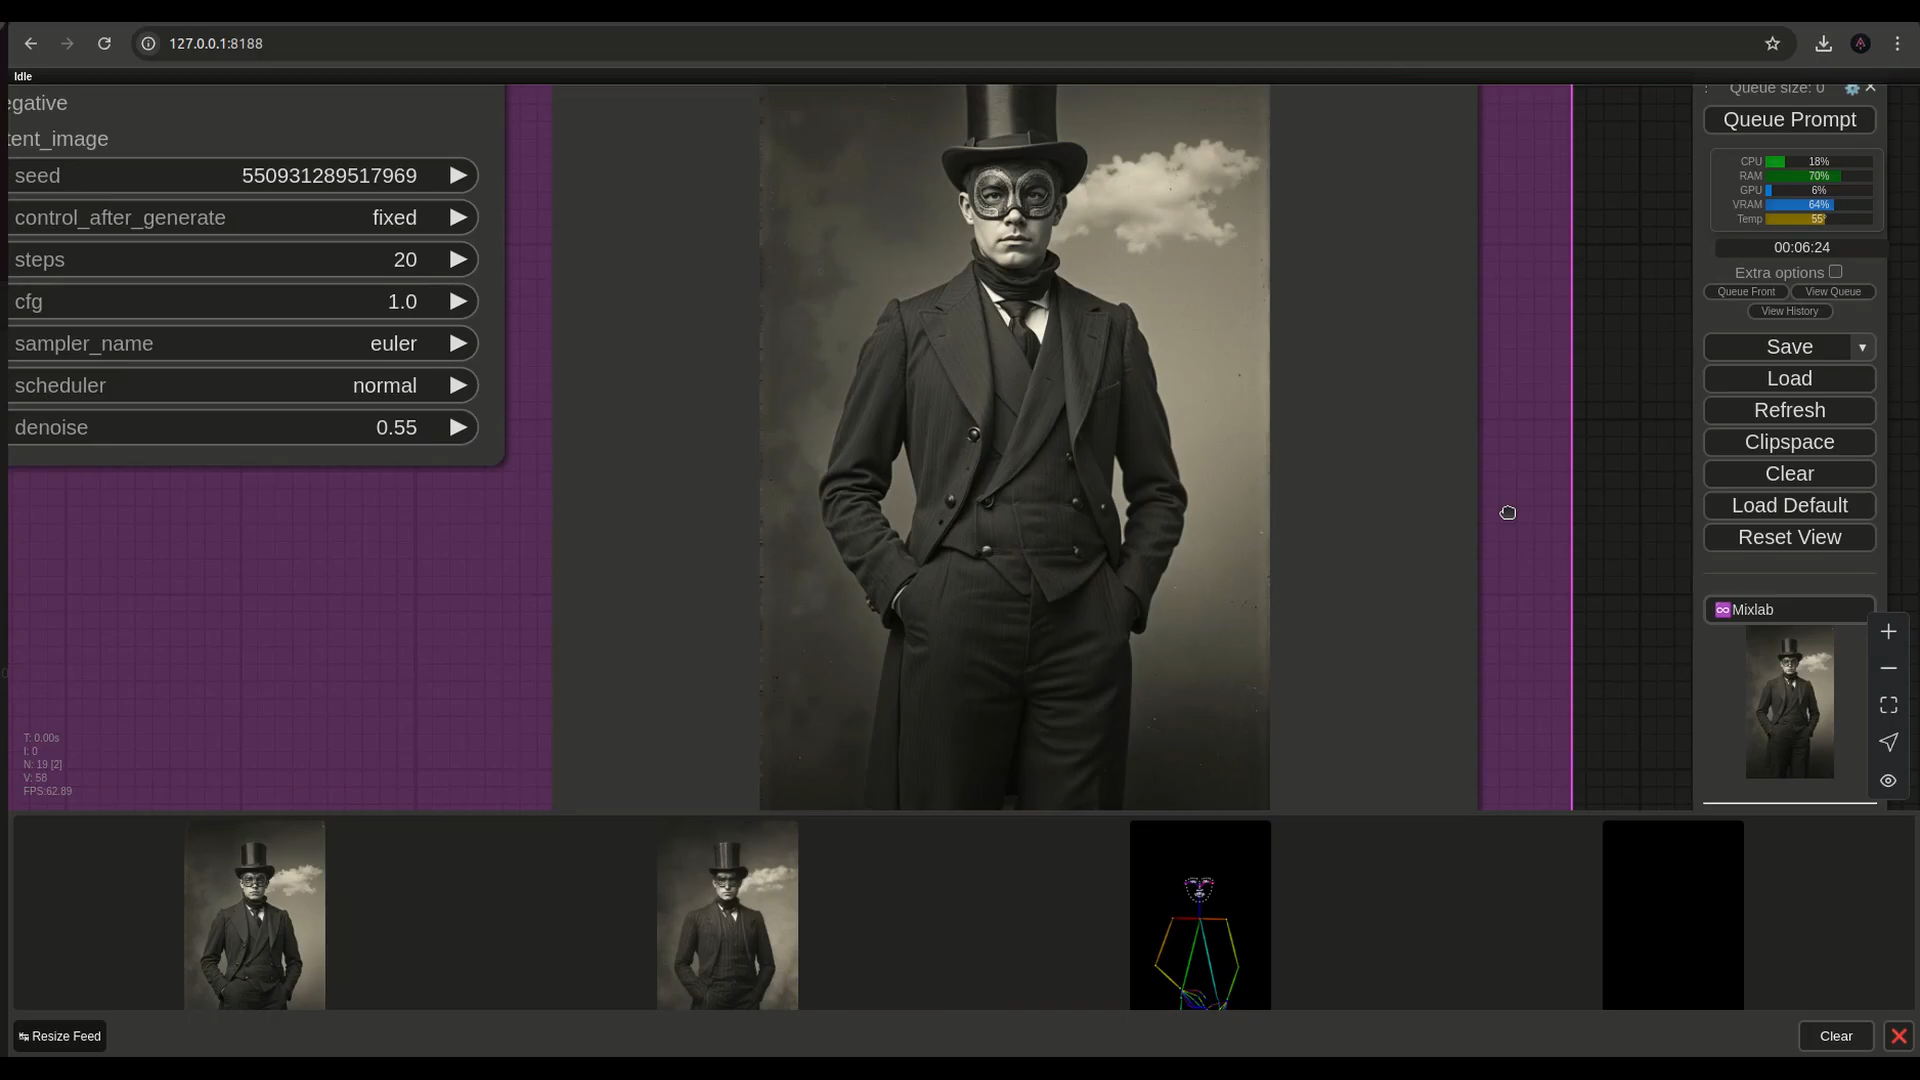 127.0.0.1:8188
Idle
egative
tent_image
seed 550931289517969
control_after_generate fixed
steps 20
cfg 1.0
sampler_name euler
scheduler normal
denoise 0.55
T: 0.00s
I: 0
N: 19 [2]
V: 58
FPS:62.89
Queue size: 0
Queue Prompt
CPU 18%
RAM 70%
GPU 6%
VRAM 64%
Temp 55°
00:06:24
Extra options
Queue Front View Queue
View History
Save
Load
Refresh
Clipspace
Clear
Load Default
Reset View
Mixlab
Resize Feed
Clear